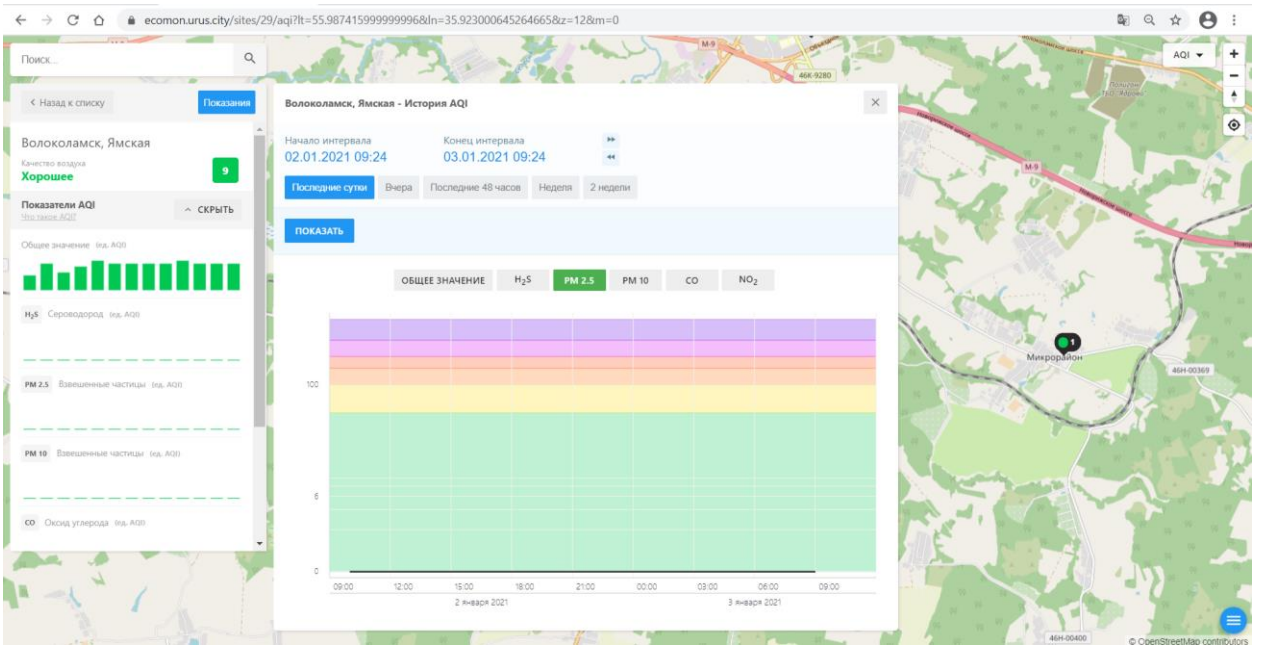 ecomon.urus.city/sites/29/aqi?lt=55.987415999999996&ln=35.923000645264665&z=12&m=0
Поиск...
M-9
46К-9280
AQI
< Назад к списку
Показания
Волоколамск, Ямская - История AQI
Волоколамск, Ямская
Качество воздуха
Хорошее
9
Начало интервала
Конец интервала
02.01.2021 09:24
03.01.2021 09:24
Последние сутки
Вчера
Последние 48 часов
Неделя
2 недели
Показатели AQI
Что такое AQI?
СКРЫТЬ
ПОКАЗАТЬ
Общее значение (ед. AQI)
ОБЩЕЕ ЗНАЧЕНИЕ
H2S
PM 2.5
PM 10
CO
NO2
H2S Сероводород (ед. AQI)
PM 2.5 Взвешенные частицы (ед. AQI)
PM 10 Взвешенные частицы (ед. AQI)
CO Оксид углерода (ед. AQI)
100
6
0
09:00 12:00 15:00 18:00 21:00 00:00 03:00 06:00 09:00
2 января 2021
3 января 2021
M-9
1
Микрорайон
46Н-00369
46Н-00400
© OpenStreetMap contributors